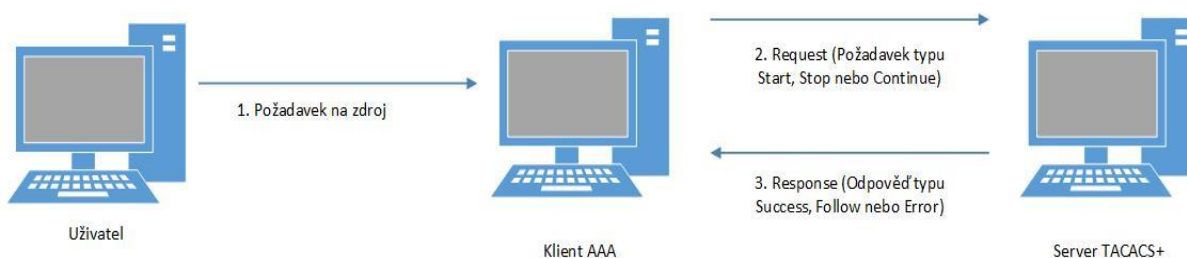 1. Požadavek na zdroj
2. Request (Požadavek typu
Start, Stop nebo Continue)
3. Response (Odpověď typu
Success, Follow nebo Error)
Uživatel
Klient AAA
Server TACACS+